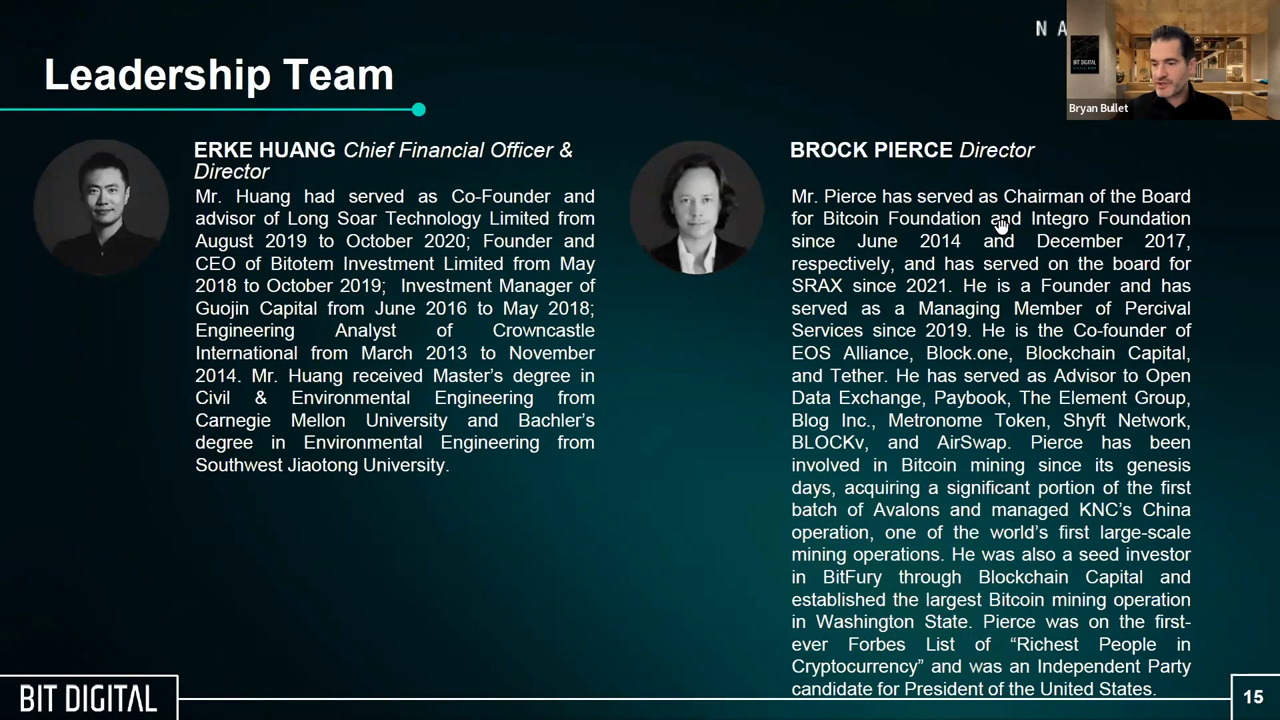 NA
Leadership Team
BIT DIGITAL
Bryan Bullet
ERKE HUANG Chief Financial Officer &
Director
Mr. Huang had served as Co-Founder and
advisor of Long Soar Technology Limited from
August 2019 to October 2020; Founder and
CEO of Bitotem Investment Limited from May
2018 to October 2019; Investment Manager of
Guojin Capital from June 2016 to May 2018;
Engineering Analyst of Crowncastle
International from March 2013 to November
2014. Mr. Huang received Master’s degree in
Civil & Environmental Engineering from
Carnegie Mellon University and Bachler’s
degree in Environmental Engineering from
Southwest Jiaotong University.
BROCK PIERCE Director
Mr. Pierce has served as Chairman of the Board
for Bitcoin Foundation and Integro Foundation
since June 2014 and December 2017,
respectively, and has served on the board for
SRAX since 2021. He is a Founder and has
served as a Managing Member of Percival
Services since 2019. He is the Co-founder of
EOS Alliance, Block.one, Blockchain Capital,
and Tether. He has served as Advisor to Open
Data Exchange, Paybook, The Element Group,
Blog Inc., Metronome Token, Shyft Network,
BLOCKv, and AirSwap. Pierce has been
involved in Bitcoin mining since its genesis
days, acquiring a significant portion of the first
batch of Avalons and managed KNC’s China
operation, one of the world’s first large-scale
mining operations. He was also a seed investor
in BitFury through Blockchain Capital and
established the largest Bitcoin mining operation
in Washington State. Pierce was on the first-
ever Forbes List of “Richest People in
Cryptocurrency” and was an Independent Party
candidate for President of the United States.
BIT DIGITAL
15